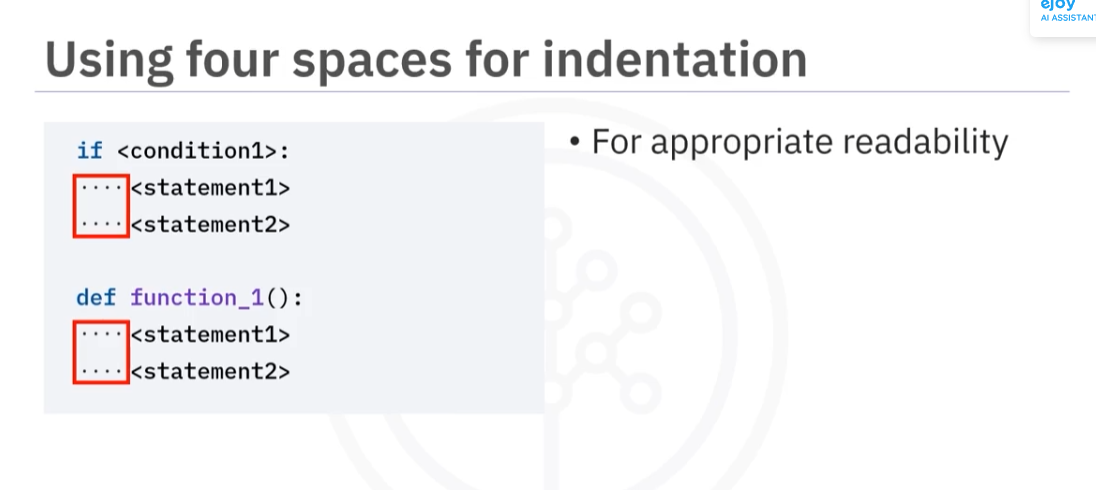 ejoy
AI ASSISTANT
Using four spaces for indentation
if <condition1>:
····<statement1>
····<statement2>
def function_1():
····<statement1>
····<statement2>
• For appropriate readability